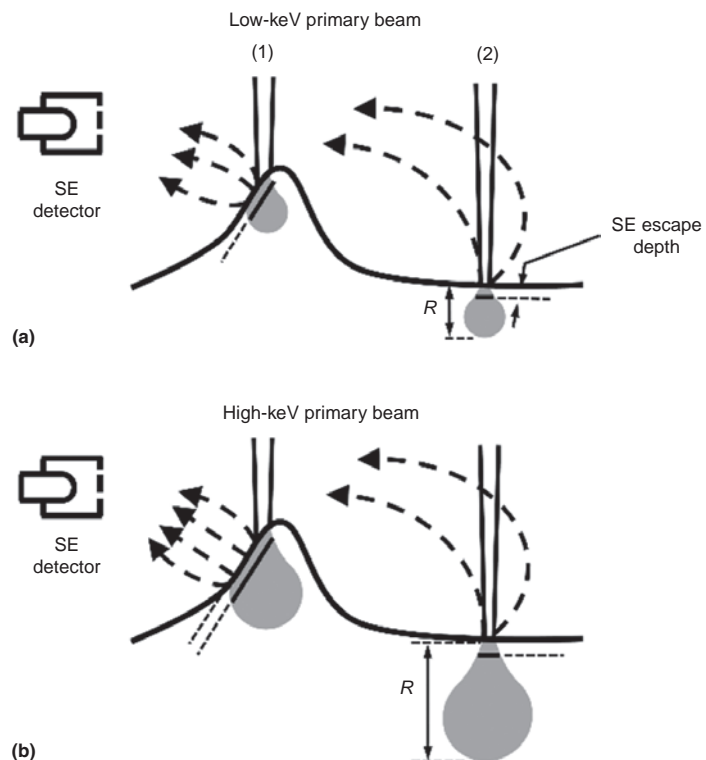 Low-keV primary beam
(1)
(2)
SE
detector
SE escape
depth
R
(a)
High-keV primary beam
SE
detector
R
(b)